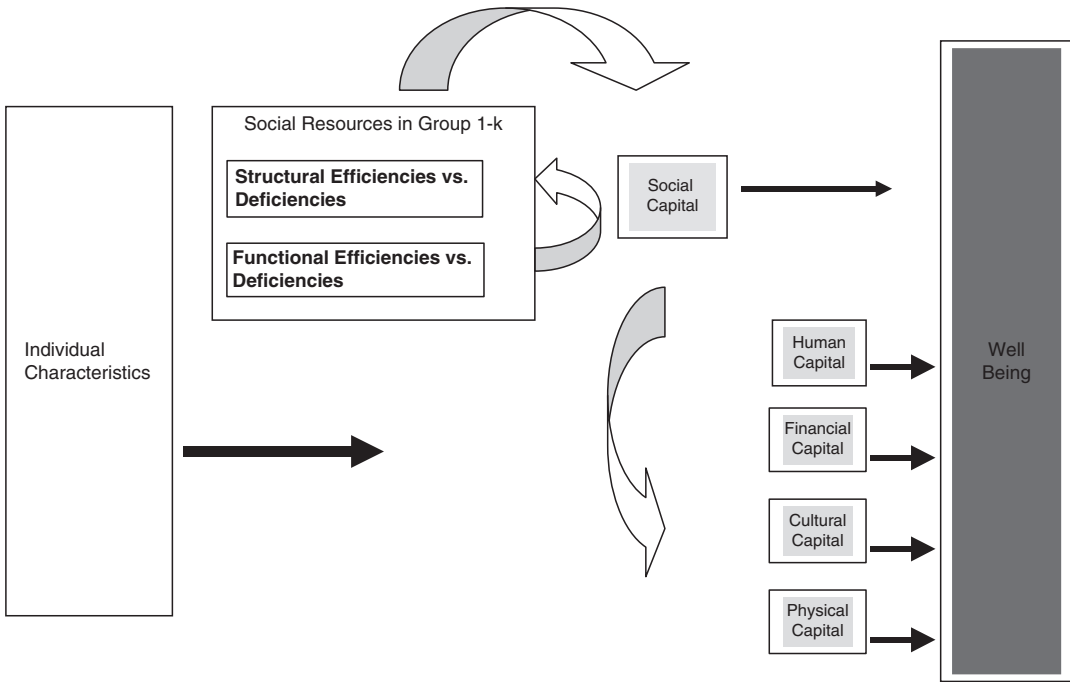 Social Resources in Group 1-k
Structural Efficiencies vs.
Deficiencies
Functional Efficiencies vs.
Deficiencies
Individual
Characteristics
Social
Capital
Human
Capital
Financial
Capital
Cultural
Capital
Physical
Capital
Well
Being